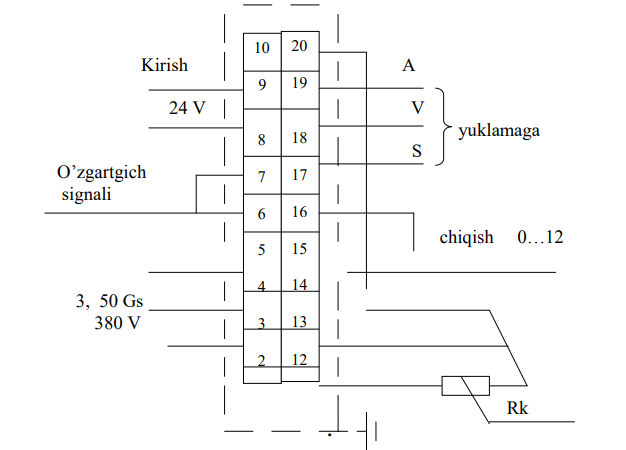 10 20
Kirish A
9 19
24 V V
8 18 yuklamaga
S
O’zgartgich 7 17
signali
6 16
chiqish 0…12
5 15
4 14
3, 50 Gs
380 V 3 13
2 12
Rk